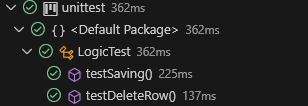 unittest 362ms
{} <Default Package> 362ms
LogicTest 362ms
testSaving() 225ms
testDeleteRow() 137ms